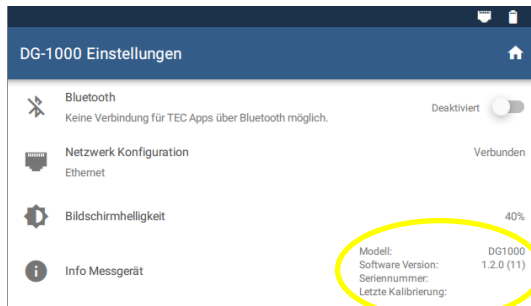 DG-1000 Einstellungen
Bluetooth
Keine Verbindung für TEC Apps über Bluetooth möglich.
Deaktiviert
Netzwerk Konfiguration
Ethernet
Verbunden
Bildschirmhelligkeit
40%
Info Messgerät
Modell: DG1000
Software Version: 1.2.0 (11)
Seriennummer:
Letzte Kalibrierung: